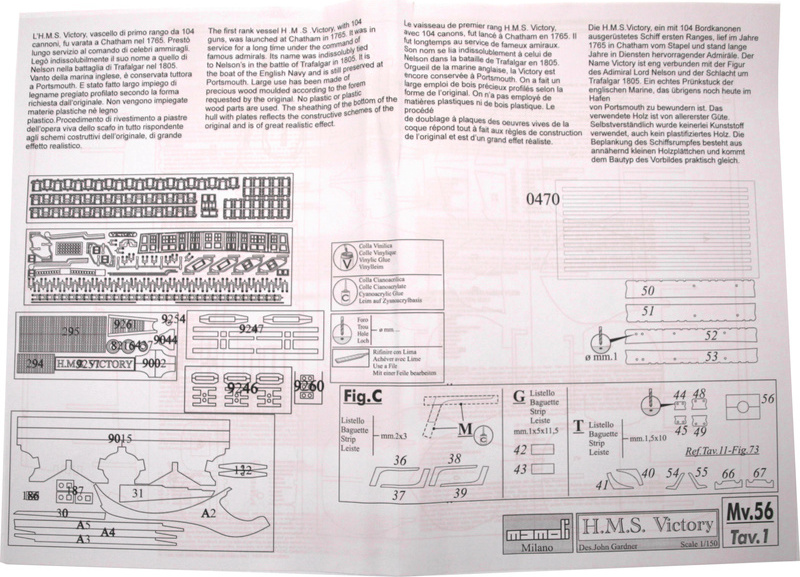 L'H.M.S. Victory, vascello di primo rango da 104
cannoni, fu varata a Chatham nel 1765. Prestò
lungo servizio al comando di celebri ammiragli.
Legò indissolubilmente il suo nome a quello di
Nelson nella battaglia di Trafalgar nel 1805.
Vanto della marina inglese, é conservata tuttora
a Portsmouth. E stato fatto largo impiego di
legname pregiato profilato secondo la forma
richiesta dall'originale. Non vengono impiegate
materie plastiche né legno
plastico.Procedimento di rivestimento a piastre
dell'opera viva dello scafo in tutto rispondente
agli schemi costruttivi dell'originale, di grande
effetto realistico.
The first rank vessel H .M .S .Victory, with 104
guns, was launched at Chatham in 1765. It was in
service for a long time under the command of
famous admirals. Its name was indissolubly tied
to Nelson's in the battle of Trafalgar in 1805. It is
the boat of the English Navy and is still preserved at
Portsmouth. Large use has been made of
precious wood moulded according to the forem
requested by the original. No plastic or plastic
wood parts are used. The sheathing of the bottom of the
hull with plates reflects the constructive schemes of the
original and is of great realistic effect.
Le vaisseau de premier rang H.M.S. Victory,
avec 104 canons, fut lancé à Chatham en 1765. Il
fut longtemps au service de fameux amiraux.
Son nom se lia indissolublement à celui de
Nelson dans la bataille de Trafalgar en 1805.
Orgueil de la marine anglaise, la Victory est
encore conservée à Portsmouth. On a fait un
large emploi de bois précieux profilés selon la
forme de l'original. On n'a pas employé de
matières plastiques ni de bois plastique. Le
procédé
de doublage à plaques des oeuvres vives de la
coque répond tout à fait aux règles de construction
de l'original et est d'un grand effet réaliste.
Die H.M.S. Victory, ein mit 104 Bordkanonen
ausgerüstetes Schiff ersten Ranges, lief im Jahre
1765 in Chatham vom Stapel und stand lange
Jahre in Diensten hervorragender Admiräle. Der
Name Victory ist eng verbunden mit der Figur
des Admiral Lord Nelson und der Schlacht um
Trafalgar 1805. Ein echtes Prunkstuck der
englischen Marine, das übrigens noch heute im
Hafen
von Portsmouth zu bewundern ist. Das
verwendete Holz ist von allererster Güte.
Selbstverständlich wurde keinerlei Kunststoff
verwendet, auch kein plastifiziertes Holz. Die
Beplankung des Schiffsrumpfes besteht aus
annähernd kleinen Holzplättchen und kommt
dem Bautyp des Vorbildes praktisch gleich.
0470
50
51
52
53
ø mm.1
Colla Vinilica
Colle Vinylique
Vinylic Glue
Vinylleim
Colla Cianoacrilica
Colle Cianoacrylate
Cyanoacrylic Glue
Leim auf Zyanoacrylbasis
C
Foro
Trou
Hole
Loch
ø mm...
Rifinire con Lima
Achéver avec Lime
Use a File
Mit einer Feile bearbeiten
295
9261
9254
9044
294
H.M.S. VICTORY
9257
9002
9247
9246
9260
9015
132
186
187
31
30
A2
A5
A4
A3
Fig.C
Listello
Baguette
Strip
Leiste
mm.2x3
M
C
36
38
37
39
G
Listello
Baguette
Strip
Leiste
mm.1x5x11,5
42
43
T
Listello
Baguette
Strip
Leiste
mm.1,5x10
44 48
45 49
56
Ref.Tav.11-Fig.73
41
40
54
55
66
67
mamoli
Milano
H.M.S. Victory
Des.John Gardner
Scale 1/150
Mv.56
Tav.1